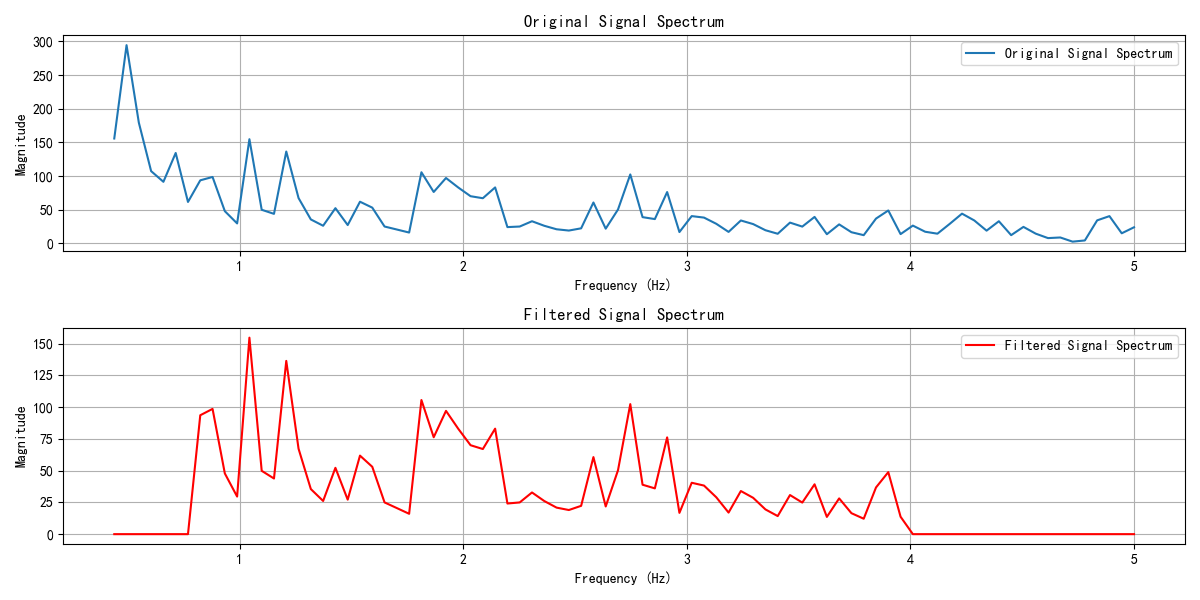 Original Signal Spectrum
Original Signal Spectrum
Magnitude
300
250
200
150
100
50
0
1 2 3 4 5
Frequency (Hz)
Filtered Signal Spectrum
Filtered Signal Spectrum
Magnitude
150
125
100
75
50
25
0
1 2 3 4 5
Frequency (Hz)